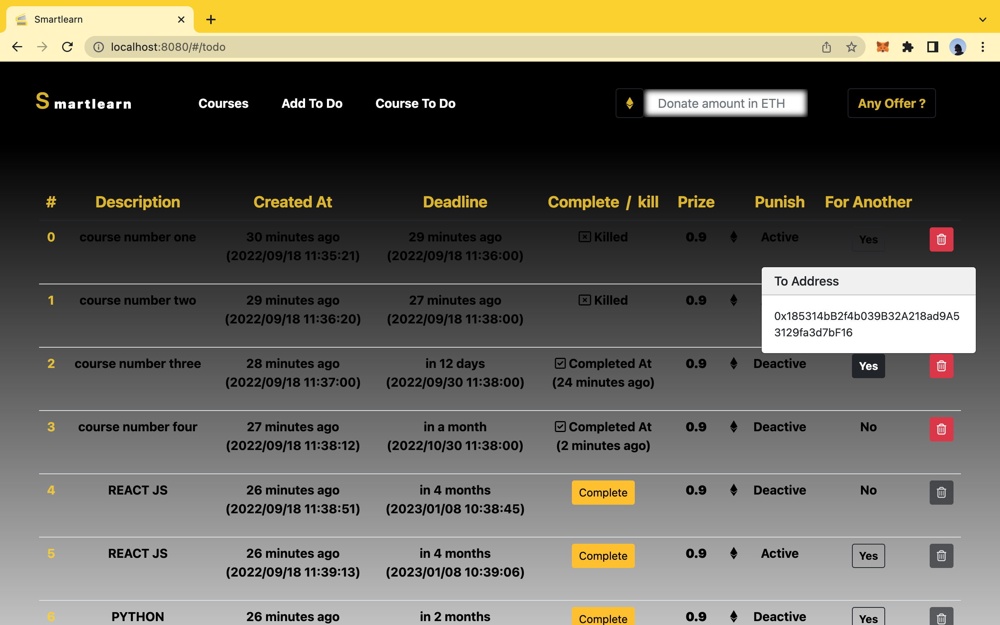 Smartlearn
localhost:8080/#/todo
Smartlearn Courses Add To Do Course To Do Donate amount in ETH Any Offer ?
# Description Created At Deadline Complete / kill Prize Punish For Another
0 course number one 30 minutes ago 29 minutes ago Killed 0.9 Active Yes
(2022/09/18 11:35:21) (2022/09/18 11:36:00)
To Address
1 course number two 29 minutes ago 27 minutes ago Killed 0.9
(2022/09/18 11:36:20) (2022/09/18 11:38:00)
0x185314bB2f4b039B32A218ad9A5
3129fa3d7bF16
2 course number three 28 minutes ago in 12 days Completed At 0.9 Deactive Yes
(2022/09/18 11:37:00) (2022/09/30 11:38:00) (24 minutes ago)
3 course number four 27 minutes ago in a month Completed At 0.9 Deactive No
(2022/09/18 11:38:12) (2022/10/30 11:38:00) (2 minutes ago)
4 REACT JS 26 minutes ago in 4 months Complete 0.9 Deactive No
(2022/09/18 11:38:51) (2023/01/08 10:38:45)
5 REACT JS 26 minutes ago in 4 months Complete 0.9 Active Yes
(2022/09/18 11:39:13) (2023/01/08 10:39:06)
6 PYTHON 26 minutes ago in 2 months Complete 0.9 Deactive Yes